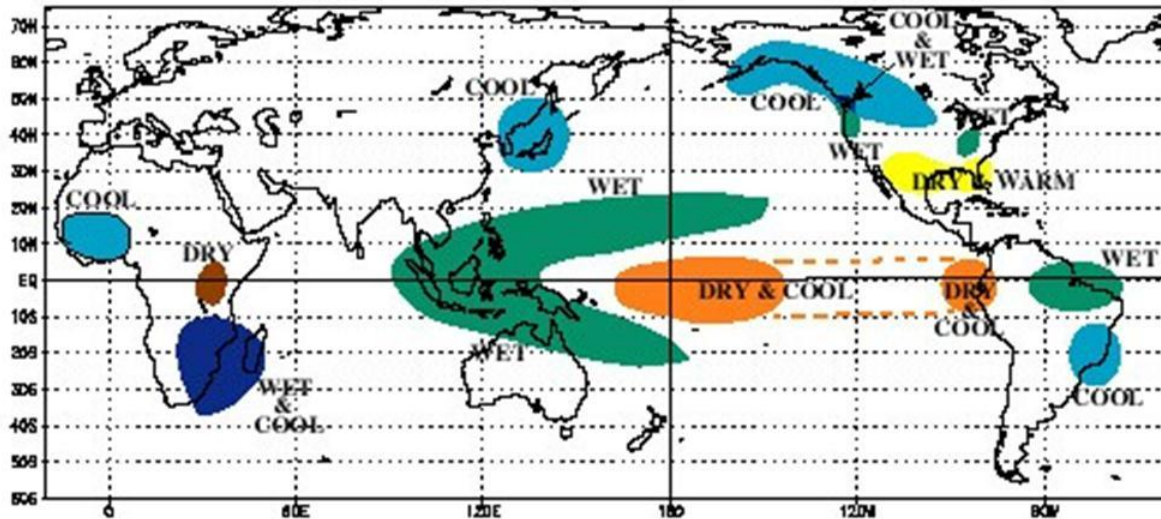 70N
60N
50N
40N
30N
20N
10N
EQ
10S
20S
30S
40S
50S
60S
COOL
&
WET
COOL
COOL
WET
WET
DRY & WARM
COOL
WET
DRY
WET
DRY & COOL
DRY
&
COOL
WET
WET
&
COOL
COOL
0
60E
120E
180
120W
60W